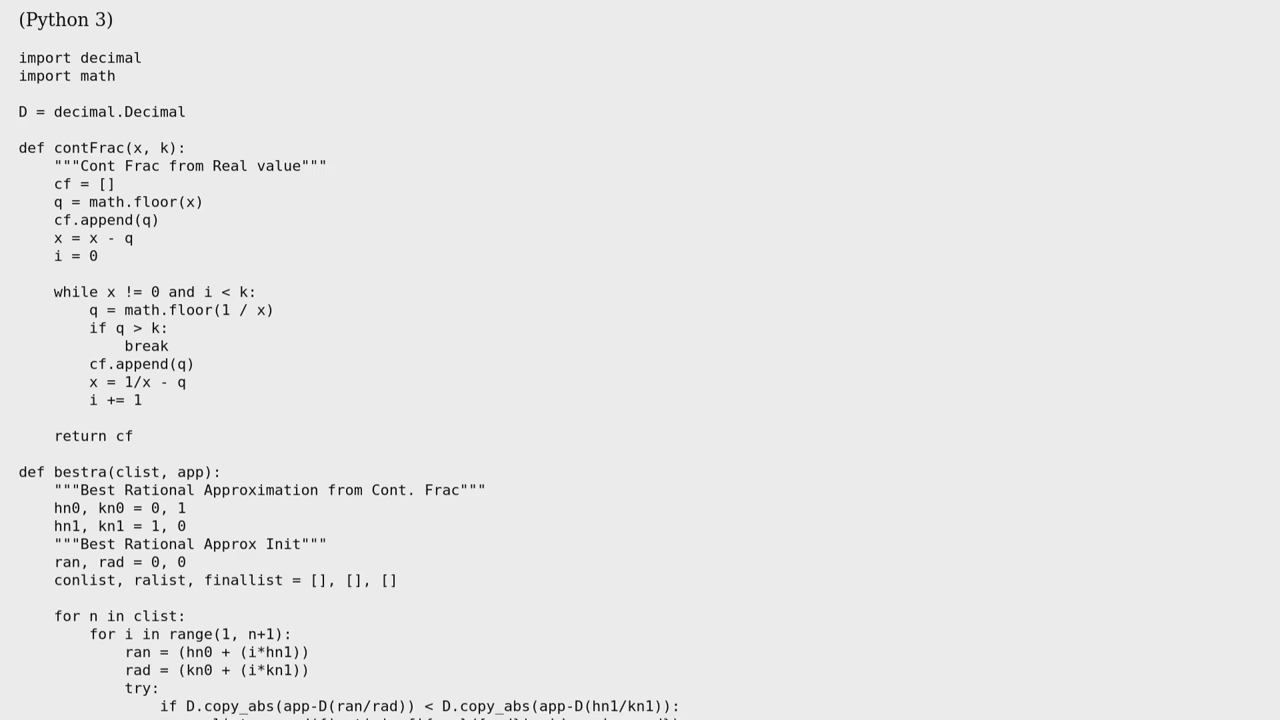 (Python 3)
import decimal
import math
D = decimal.Decimal
def contFrac(x, k):
    """Cont Frac from Real value"""
    cf = []
    q = math.floor(x)
    cf.append(q)
    x = x - q
    i = 0
    while x != 0 and i < k:
        q = math.floor(1 / x)
        if q > k:
            break
        cf.append(q)
        x = 1/x - q
        i += 1
    return cf
def bestra(clist, app):
    """Best Rational Approximation from Cont. Frac"""
    hn0, kn0 = 0, 1
    hn1, kn1 = 1, 0
    """Best Rational Approx Init"""
    ran, rad = 0, 0
    conlist, ralist, finallist = [], [], []
    for n in clist:
        for i in range(1, n+1):
            ran = (hn0 + (i*hn1))
            rad = (kn0 + (i*kn1))
            try:
                if D.copy_abs(app-D(ran/rad)) < D.copy_abs(app-D(hn1/kn1)):